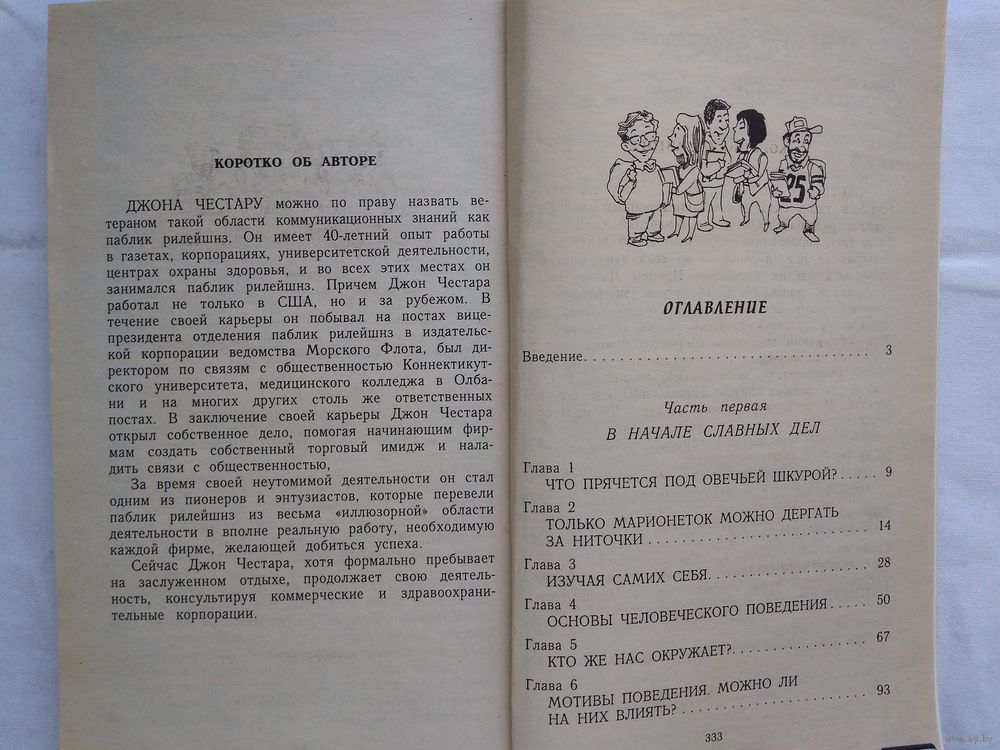 КОРОТКО ОБ АВТОРЕ
ДЖОНА ЧЕСТАРУ можно по праву назвать ве-
тераном такой области коммуникационных знаний как
паблик рилейшнз. Он имеет 40-летний опыт работы
в газетах, корпорациях, университетской деятельности,
центрах охраны здоровья, и во всех этих местах он
занимался паблик рилейшнз. Причем Джон Честара
работал не только в США, но и за рубежом. В
течение своей карьеры он побывал на постах вице-
президента отделения паблик рилейшнз в издательс-
кой корпорации ведомства Морского Флота, был ди-
ректором по связям с общественностью Коннектикут-
ского университета, медицинского колледжа в Олба-
ни и на многих других столь же ответственных
постах. В заключение своей карьеры Джон Честара
открыл собственное дело, помогая начинающим фир-
мам создать собственный торговый имидж и нала-
дить связи с общественностью,
За время своей неутомимой деятельности он стал
одним из пионеров и энтузиастов, которые перевели
паблик рилейшнз из весьма «иллюзорной» области
деятельности в вполне реальную работу, необходимую
каждой фирме, желающей добиться успеха.
Сейчас Джон Честара, хотя формально пребывает
на заслуженном отдыхе, продолжает свою деятель-
ность, консультируя коммерческие и здравоохрани-
тельные корпорации.
25
ОГЛАВЛЕНИЕ
Введение. . . . . . . . . . . . . . . . . . . . . . . . . . . . . . 3
Часть первая
В НАЧАЛЕ СЛАВНЫХ ДЕЛ
Глава 1
ЧТО ПРЯЧЕТСЯ ПОД ОВЕЧЬЕЙ ШКУРОЙ? . . . . . 9
Глава 2
ТОЛЬКО МАРИОНЕТОК МОЖНО ДЕРГАТЬ
ЗА НИТОЧКИ . . . . . . . . . . . . . . . . . . . . . . . 14
Глава 3
ИЗУЧАЯ САМИХ СЕБЯ. . . . . . . . . . . . . . . . . 28
Глава 4
ОСНОВЫ ЧЕЛОВЕЧЕСКОГО ПОВЕДЕНИЯ . . . . . 50
Глава 5
КТО ЖЕ НАС ОКРУЖАЕТ?. . . . . . . . . . . . . . . 67
Глава 6
МОТИВЫ ПОВЕДЕНИЯ. МОЖНО ЛИ
НА НИХ ВЛИЯТЬ? . . . . . . . . . . . . . . . . . . . . 93
333
www.ay.by